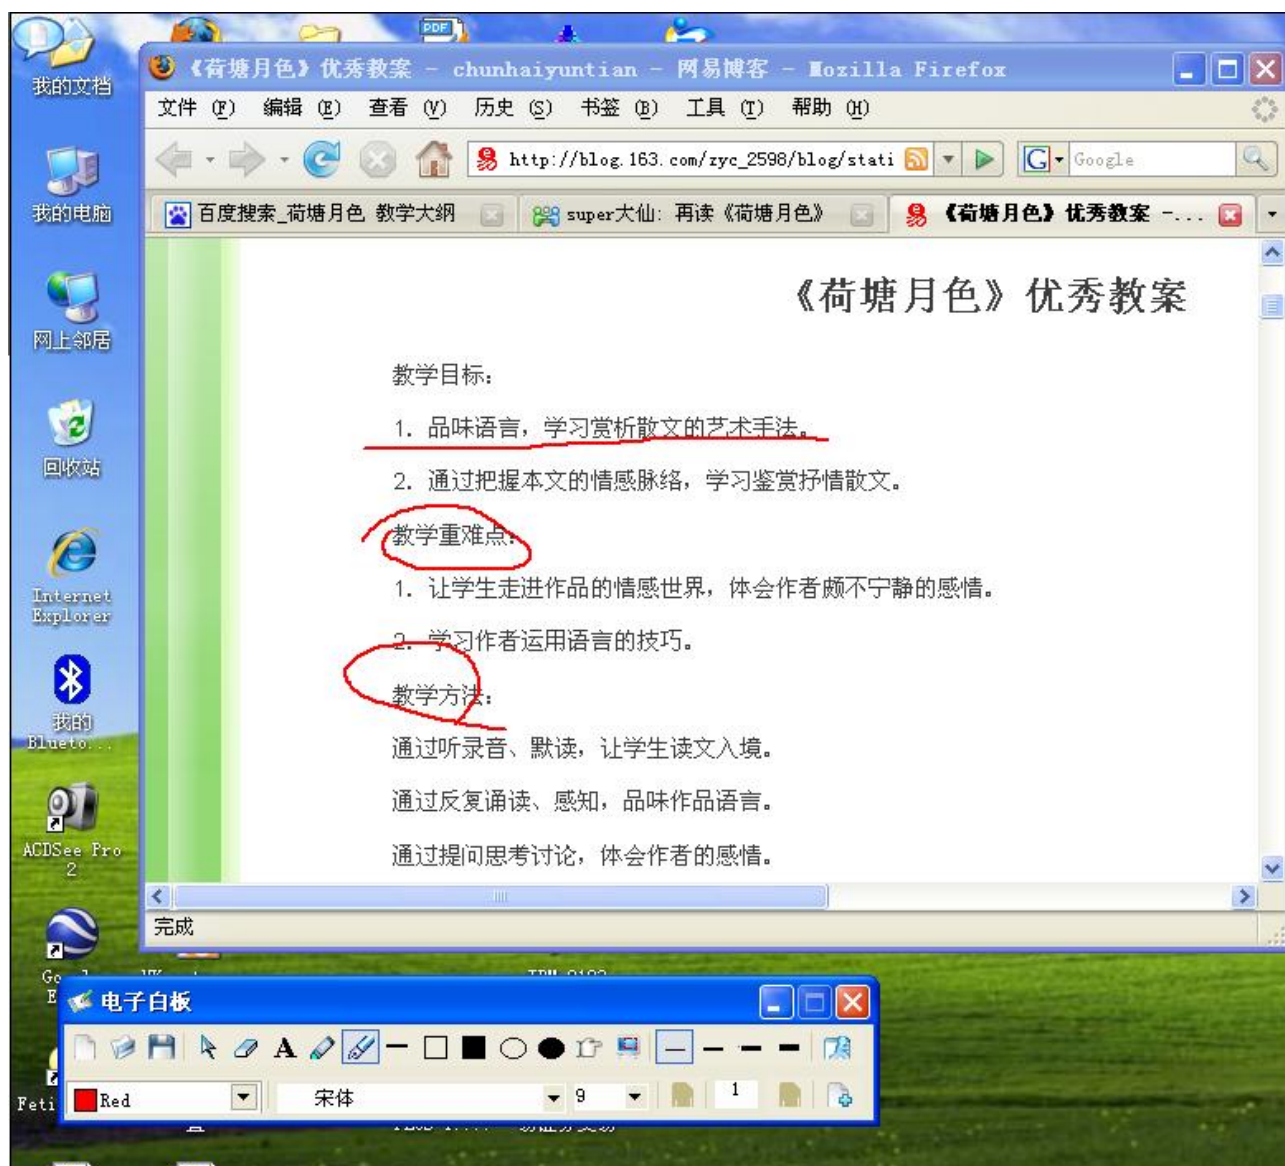 我的文档
我的电脑
网上邻居
回收站
Internet
Explorer
我的
Blueto...
ACDSee Pro
2
PDF
《荷塘月色》优秀教案 - chunhaiyuntian - 网易博客 - Mozilla Firefox
文件 (F) 编辑 (E) 查看 (V) 历史 (S) 书签 (B) 工具 (T) 帮助 (H)
http://blog.163.com/zyc_2598/blog/stati
G Google
百度搜索_荷塘月色 教学大纲
super大仙: 再读《荷塘月色》
《荷塘月色》优秀教案 -...
《荷塘月色》优秀教案
教学目标：
1. 品味语言，学习赏析散文的艺术手法。
2. 通过把握本文的情感脉络，学习鉴赏抒情散文。
教学重难点：
1. 让学生走进作品的情感世界，体会作者颇不宁静的感情。
2. 学习作者运用语言的技巧。
教学方法：
通过听录音、默读，让学生读文入境。
通过反复诵读、感知，品味作品语言。
通过提问思考讨论，体会作者的感情。
完成
电子白板
A
Red 宋体 9 1
Feti